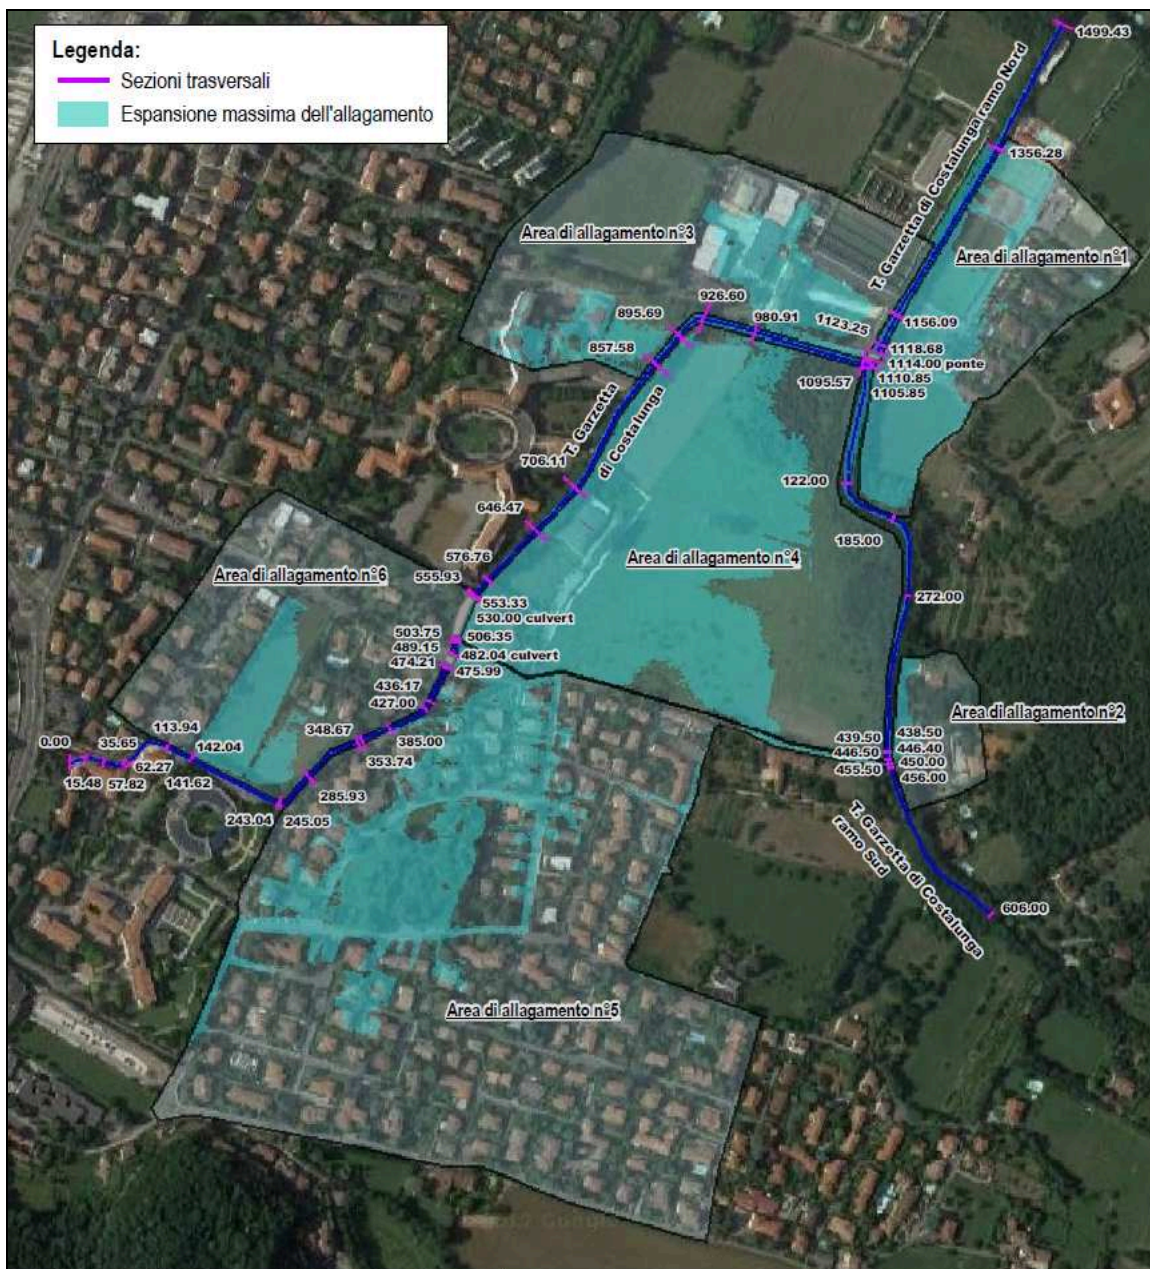 Legenda:
Sezioni trasversali
Espansione massima dell'allagamento
1499.43
T. Garzetta di Costalunga ramo Nord
1356.28
Area di allagamento n°3
Area di allagamento n°1
926.60
895.69
980.91
1123.25
1156.09
857.58
1118.68
1114.00 ponte
1095.57
1110.85
1105.85
T. Garzetta
di Costalunga
706.11
122.00
646.47
185.00
576.76
Area di allagamento n°4
555.93
Area di allagamento n°6
553.33
272.00
530.00 culvert
503.75
506.35
489.15
482.04 culvert
474.21
475.99
436.17
427.00
Area di allagamento n°2
348.67
113.94
385.00
439.50
438.50
0.00
35.65
142.04
353.74
446.50
446.40
62.27
450.00
15.48
57.82
141.62
455.50
456.00
285.93
243.04
245.05
T. Garzetta di Costalunga
ramo Sud
606.00
Area di allagamento n°5